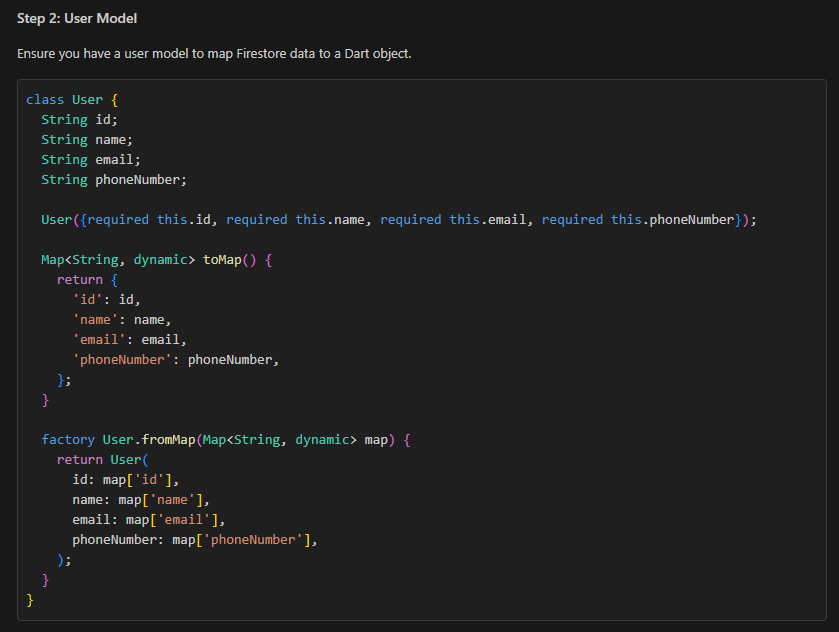 Step 2: User Model
Ensure you have a user model to map Firestore data to a Dart object.
class User {
  String id;
  String name;
  String email;
  String phoneNumber;

  User({required this.id, required this.name, required this.email, required this.phoneNumber});

  Map<String, dynamic> toMap() {
    return {
      'id': id,
      'name': name,
      'email': email,
      'phoneNumber': phoneNumber,
    };
  }

  factory User.fromMap(Map<String, dynamic> map) {
    return User(
      id: map['id'],
      name: map['name'],
      email: map['email'],
      phoneNumber: map['phoneNumber'],
    );
  }
}